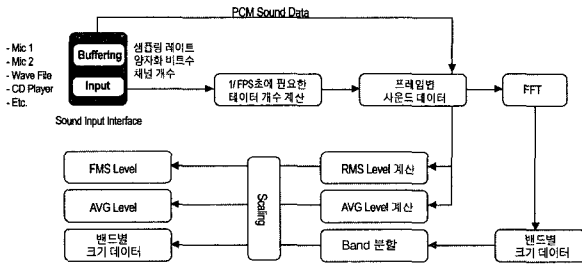 PCM Sound Data
- Mic 1
- Mic 2
- Wave File
- CD Player
- Etc.
Buffering
Input
Sound Input Interface
샘플링 레이트
양자화 비트수
채널 개수
1/FPS초에 필요한
데이터 개수 계산
프레임별
사운드 데이터
FFT
FMS Level
RMS Level 계산
AVG Level
Scaling
AVG Level 계산
밴드별
크기 데이터
Band 분할
밴드별
크기 데이터